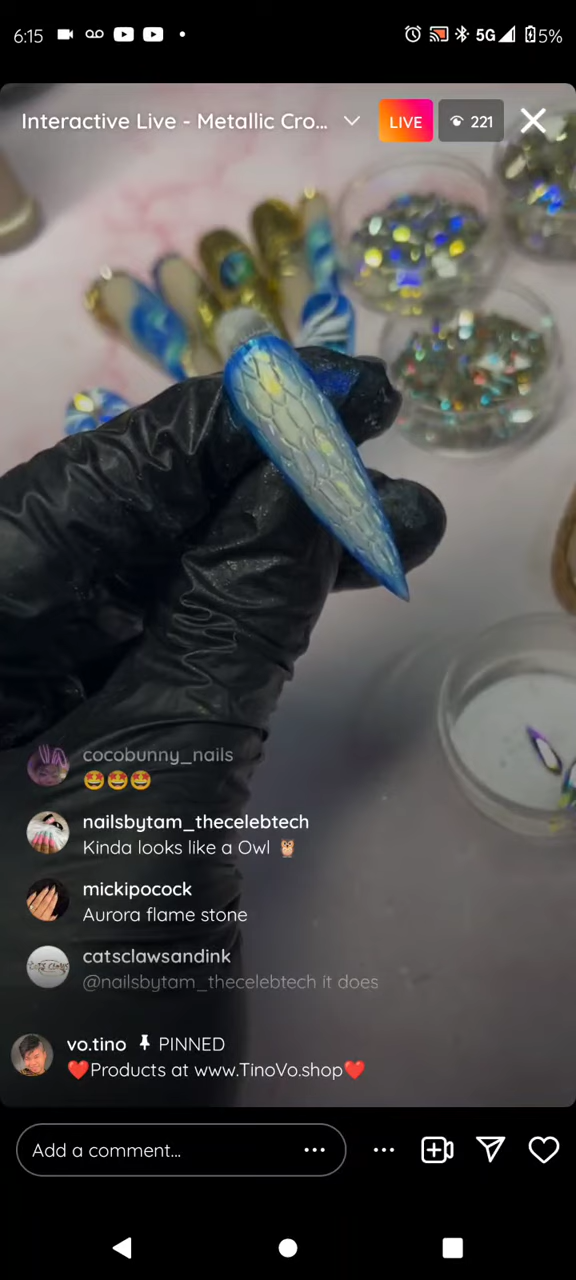 6:15
5G
5%
Interactive Live - Metallic Cro...
LIVE
221
cocobunny_nails
🤩🤩🤩
nailsbytam_thecelebtech
Kinda looks like a Owl 🦉
mickipocock
Aurora flame stone
catsclawsandink
@nailsbytam_thecelebtech it does
vo.tino PINNED
❤️Products at www.TinoVo.shop❤️
Add a comment...